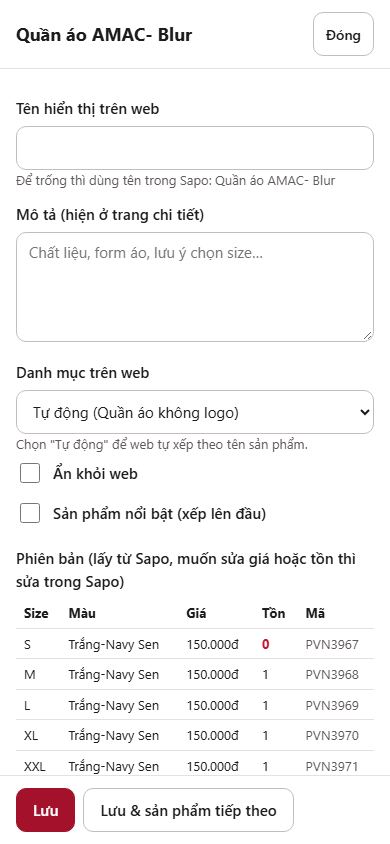 Quần áo AMAC- Blur
Đóng
Tên hiển thị trên web
Để trống thì dùng tên trong Sapo: Quần áo AMAC- Blur
Mô tả (hiện ở trang chi tiết)
Chất liệu, form áo, lưu ý chọn size...
Danh mục trên web
Tự động (Quần áo không logo)
Chọn "Tự động" để web tự xếp theo tên sản phẩm.
Ẩn khỏi web
Sản phẩm nổi bật (xếp lên đầu)
Phiên bản (lấy từ Sapo, muốn sửa giá hoặc tồn thì
sửa trong Sapo)
Size Màu Giá Tồn Mã
S Trắng-Navy Sen 150.000đ 0 PVN3967
M Trắng-Navy Sen 150.000đ 1 PVN3968
L Trắng-Navy Sen 150.000đ 1 PVN3969
XL Trắng-Navy Sen 150.000đ 1 PVN3970
XXL Trắng-Navy Sen 150.000đ 1 PVN3971
Lưu
Lưu & sản phẩm tiếp theo